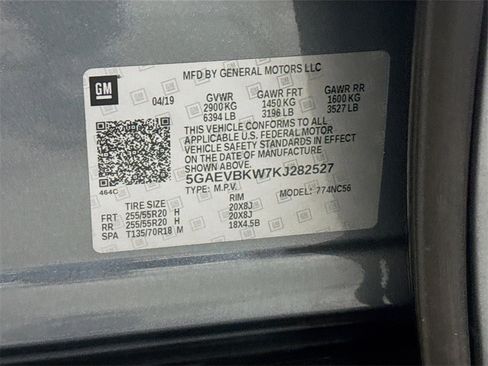 MFD BY GENERAL MOTORS LLC
GM
04/19 GVWR GAWR FRT GAWR RR
2900 KG 1450 KG 1600 KG
6394 LB 3196 LB 3527 LB
THIS VEHICLE CONFORMS TO ALL
APPLICABLE U.S. FEDERAL MOTOR
VEHICLE SAFETY AND THEFT
PREVENTION STANDARDS IN
EFFECT ON THE DATE OF
MANUFACTURE SHOWN ABOVE.
5GAEVBKW7KJ282527
464C TYPE: M.P.V. MODEL: 774NC56
TIRE SIZE RIM
FRT 255/55R20 H 20X8J
RR 255/55R20 H 20X8J
SPA T135/70R18 M 18X4.5B